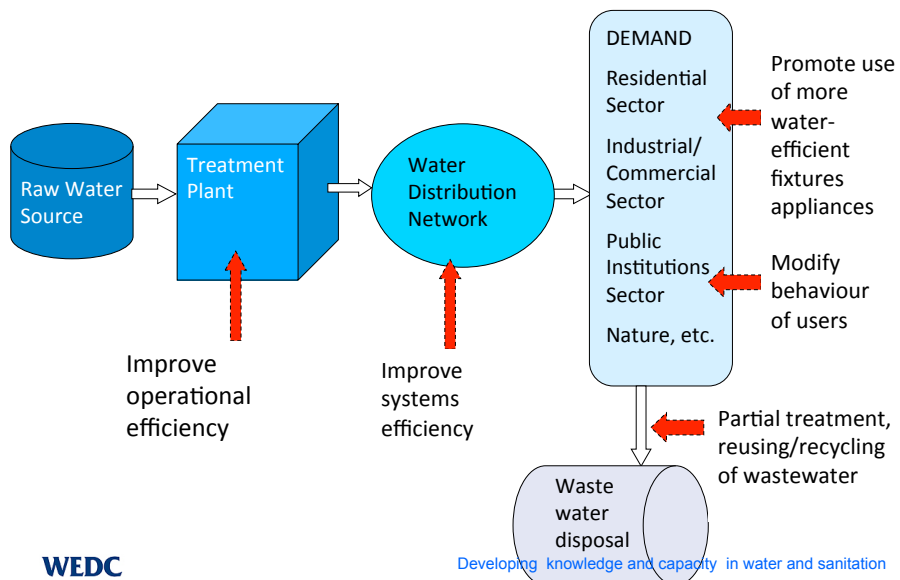 Raw Water
Source
Treatment
Plant
Water
Distribution
Network
DEMAND
Residential
Sector
Industrial/
Commercial
Sector
Public
Institutions
Sector
Nature, etc.
Promote use
of more
water-
efficient
fixtures
appliances
Modify
behaviour
of users
Improve
operational
efficiency
Improve
systems
efficiency
Partial treatment,
reusing/recycling
of wastewater
Waste
water
disposal
WEDC
Developing knowledge and capacity in water and sanitation